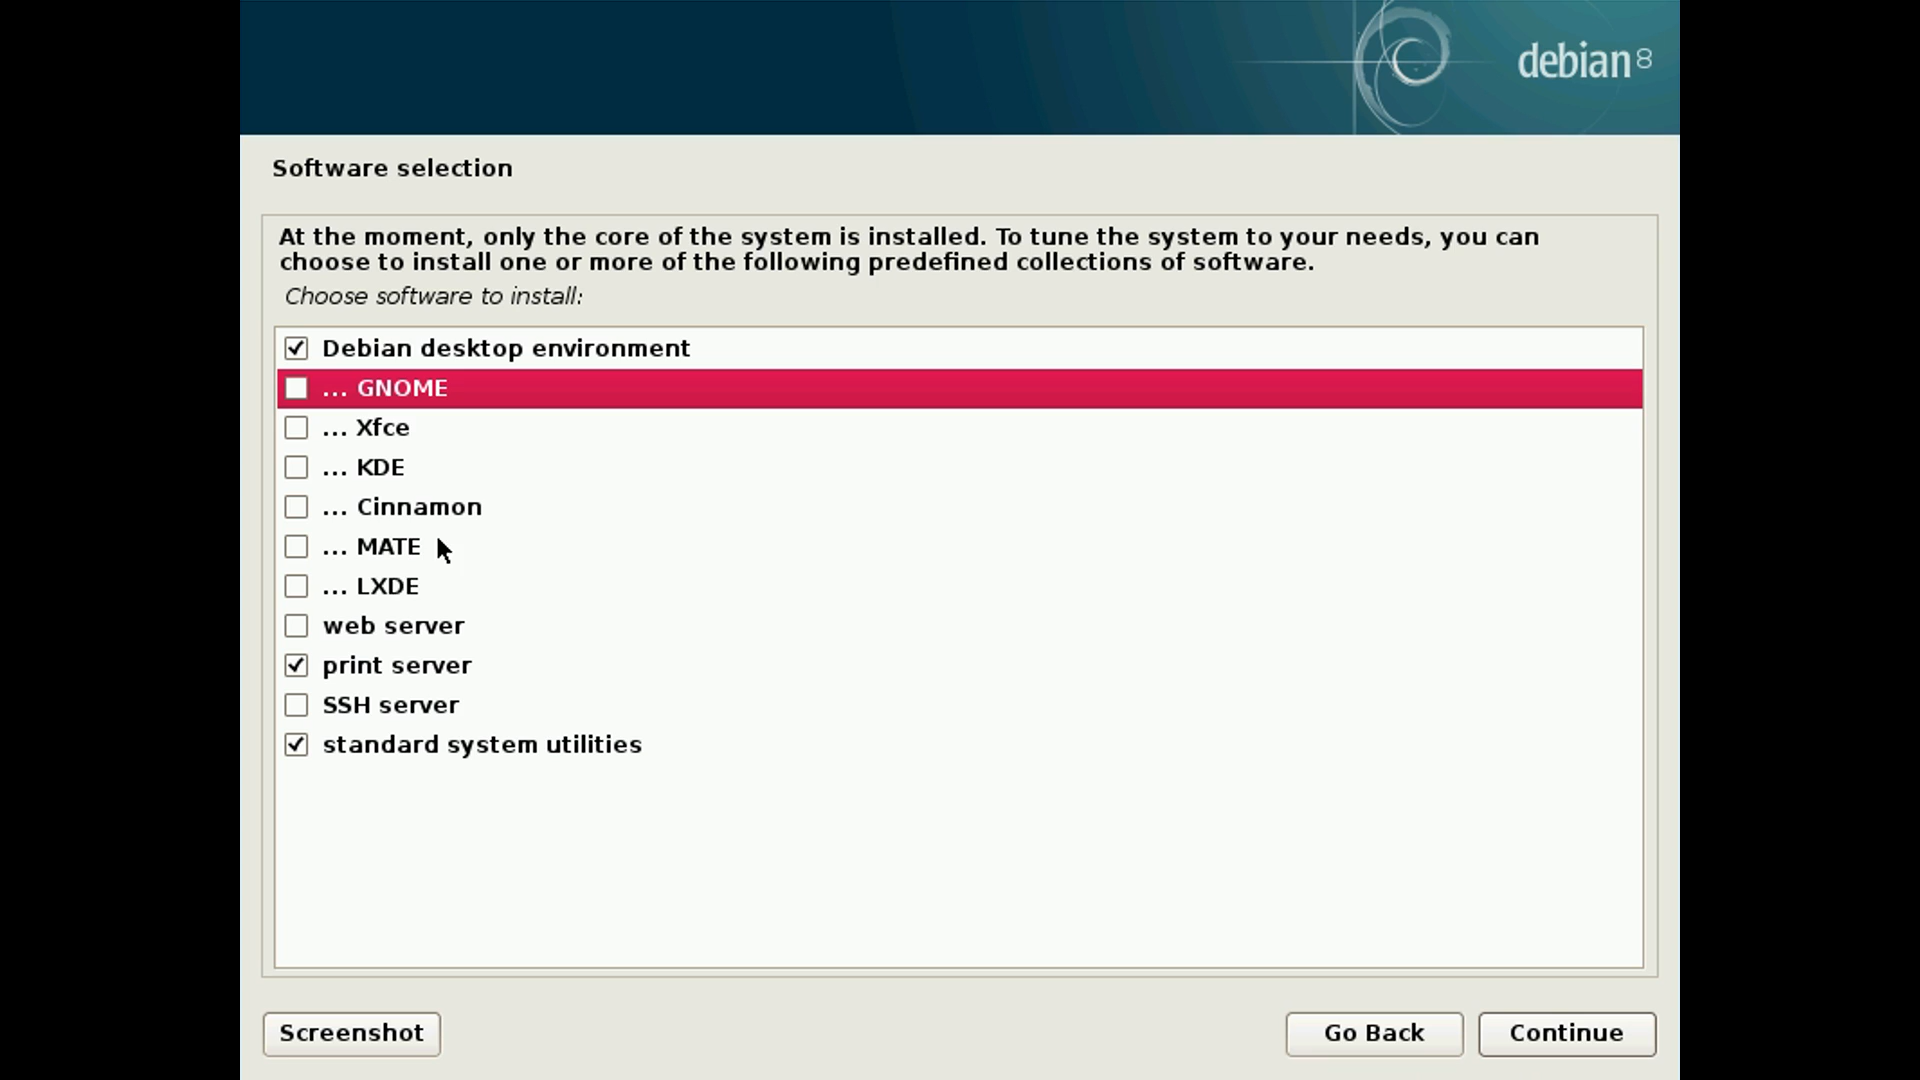 debian 8
Software selection
At the moment, only the core of the system is installed. To tune the system to your needs, you can
choose to install one or more of the following predefined collections of software.
Choose software to install:
Debian desktop environment
... GNOME
... Xfce
... KDE
... Cinnamon
... MATE
... LXDE
web server
print server
SSH server
standard system utilities
Screenshot
Go Back
Continue